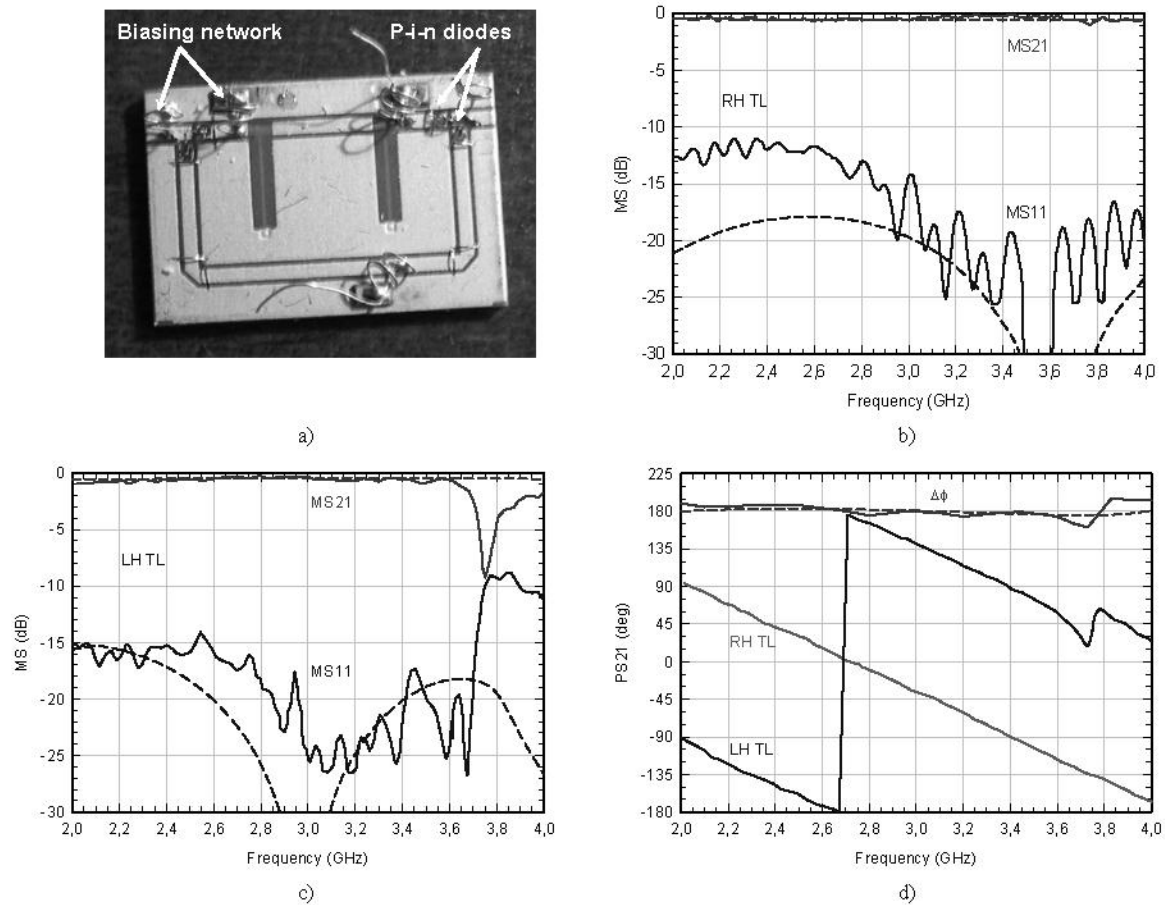 Biasing network
P-i-n diodes
a)
0
-5
-10
-15
-20
-25
-30
MS (dB)
MS21
RH TL
MS11
2,0 2,2 2,4 2,6 2,8 3,0 3,2 3,4 3,6 3,8 4,0
Frequency (GHz)
b)
0
-5
-10
-15
-20
-25
-30
MS (dB)
MS21
LH TL
MS11
2,0 2,2 2,4 2,6 2,8 3,0 3,2 3,4 3,6 3,8 4,0
Frequency (GHz)
c)
225
180
135
90
45
0
-45
-90
-135
-180
PS21 (deg)
Δϕ
RH TL
LH TL
2,0 2,2 2,4 2,6 2,8 3,0 3,2 3,4 3,6 3,8 4,0
Frequency (GHz)
d)